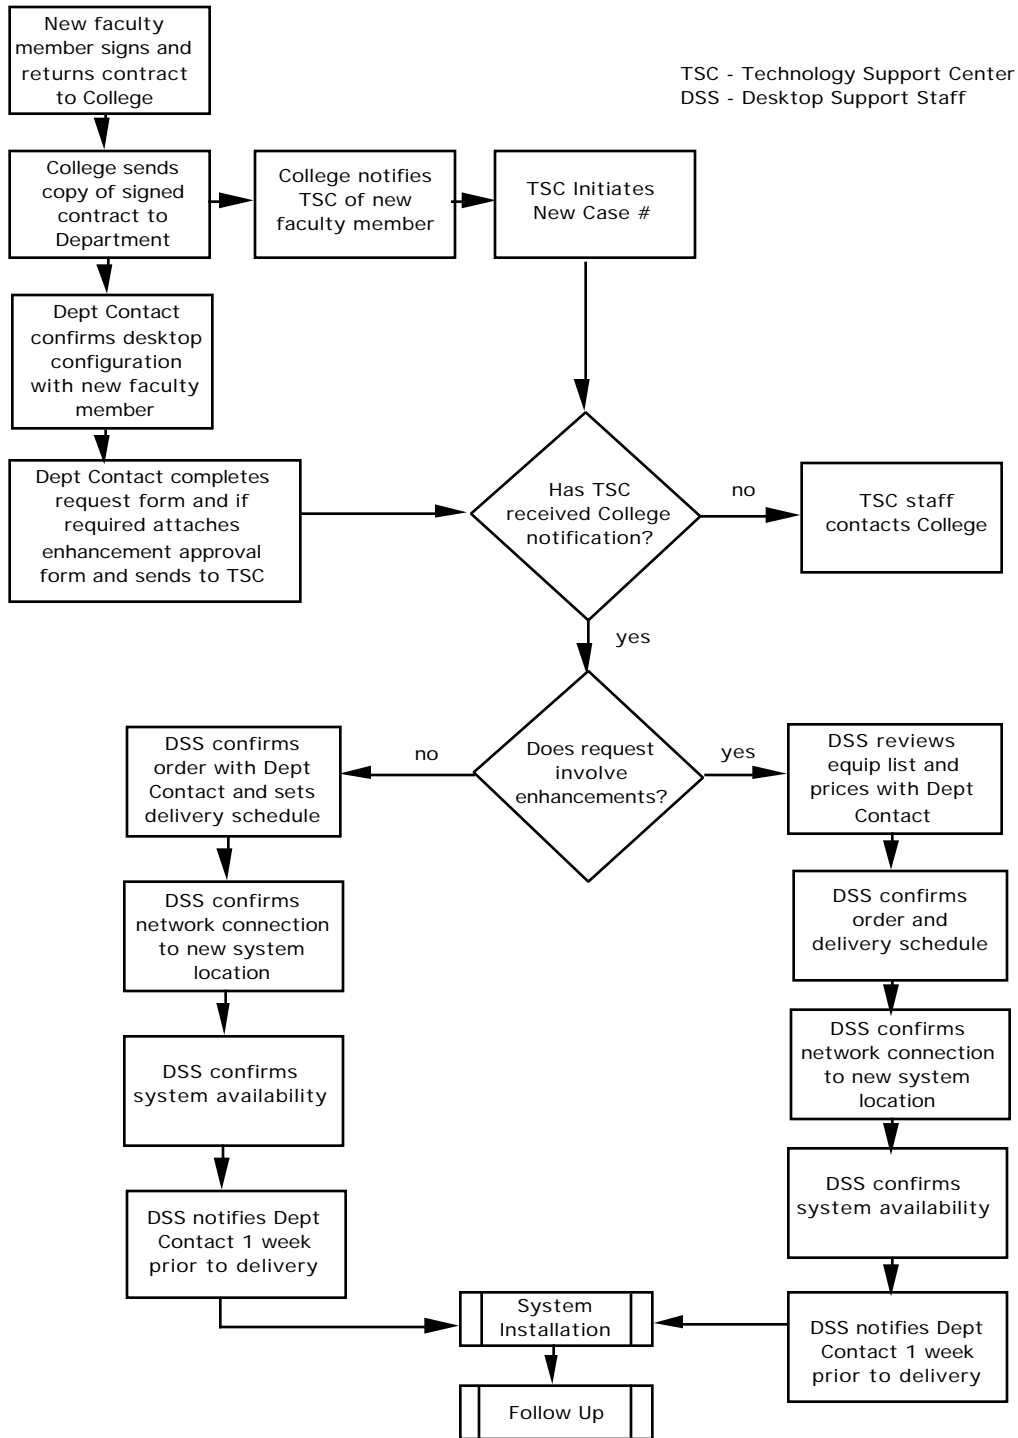 New faculty
member signs and
returns contract
to College
TSC - Technology Support Center
DSS - Desktop Support Staff
College sends
copy of signed
contract to
Department
College notifies
TSC of new
faculty member
TSC Initiates
New Case #
Dept Contact
confirms desktop
configuration
with new faculty
member
Dept Contact completes
request form and if
required attaches
enhancement approval
form and sends to TSC
Has TSC
received College
notification?
no
TSC staff
contacts College
yes
DSS confirms
order with Dept
Contact and sets
delivery schedule
no
Does request
involve
enhancements?
yes
DSS reviews
equip list and
prices with Dept
Contact
DSS confirms
network connection
to new system
location
DSS confirms
order and
delivery schedule
DSS confirms
system availability
DSS confirms
network connection
to new system
location
DSS notifies Dept
Contact 1 week
prior to delivery
DSS confirms
system availability
System
Installation
DSS notifies Dept
Contact 1 week
prior to delivery
Follow Up